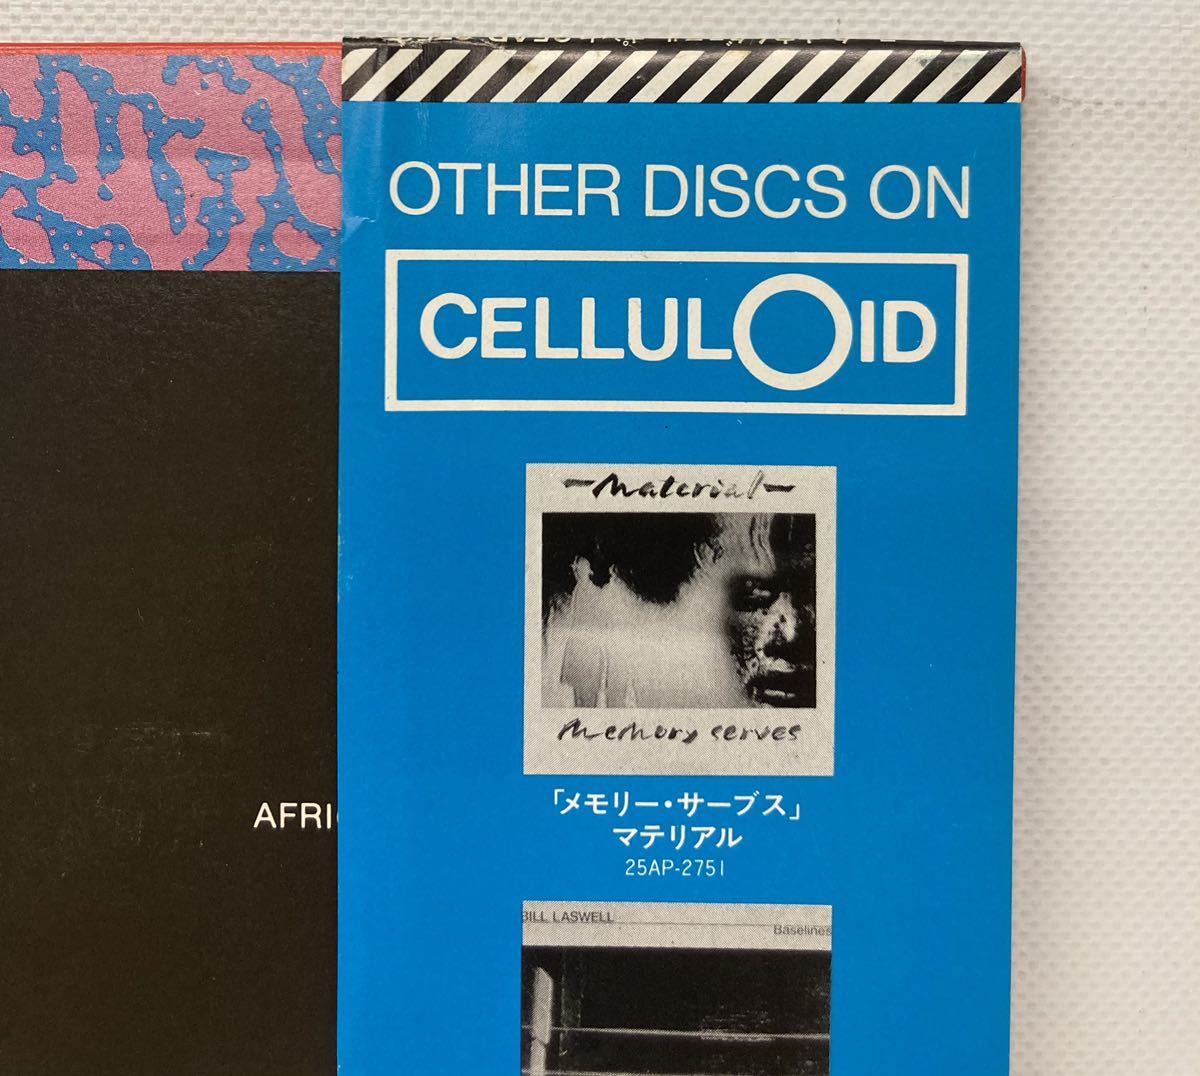 OTHER DISCS ON
CELLULOID
-Material-
Memory serves
「メモリー・サーブス」
マテリアル
25AP-2751
AFRI
BILL LASWELL
Baselines